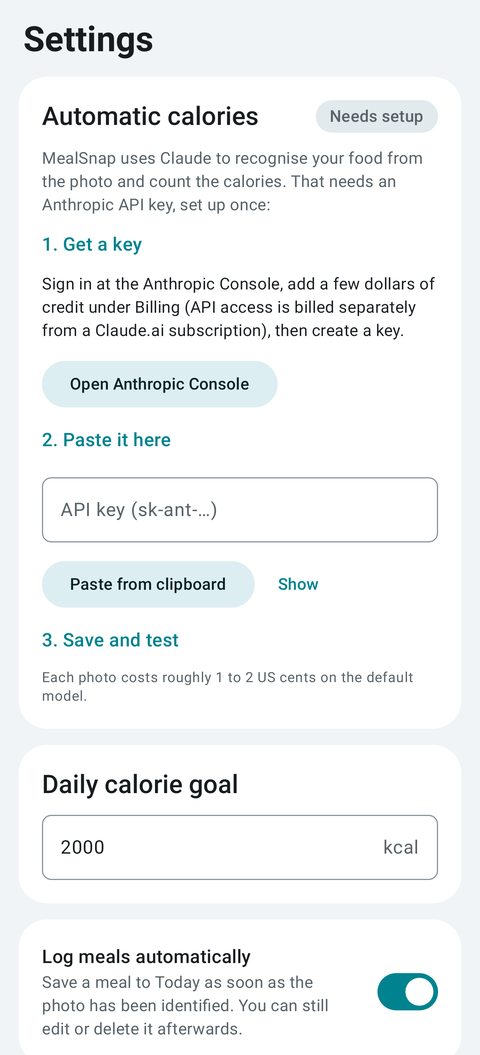 Settings
Automatic calories
Needs setup
MealSnap uses Claude to recognise your food from
the photo and count the calories. That needs an
Anthropic API key, set up once:
1. Get a key
Sign in at the Anthropic Console, add a few dollars of
credit under Billing (API access is billed separately
from a Claude.ai subscription), then create a key.
Open Anthropic Console
2. Paste it here
API key (sk-ant-…)
Paste from clipboard
Show
3. Save and test
Each photo costs roughly 1 to 2 US cents on the default
model.
Daily calorie goal
2000
kcal
Log meals automatically
Save a meal to Today as soon as the
photo has been identified. You can still
edit or delete it afterwards.